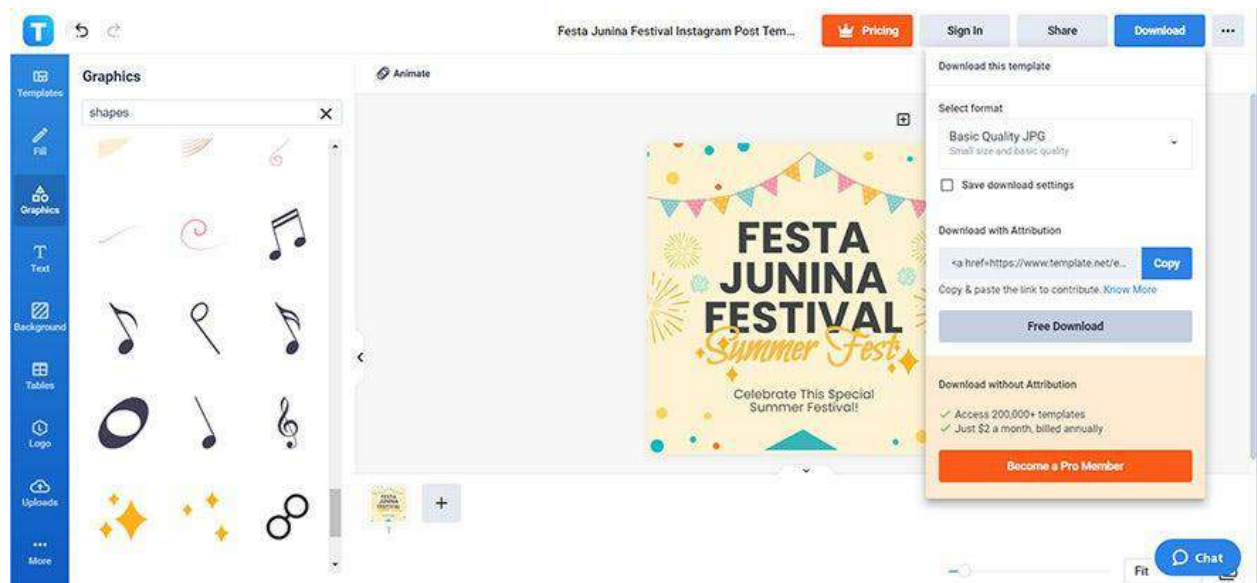 T
Festa Junina Festival Instagram Post Tem...
Pricing
Sign In
Share
Download
Templates
Fill
Graphics
Text
Background
Tables
Logo
Uploads
More
Graphics
shapes
Animate
FESTA
JUNINA
FESTIVAL
Summer Fest
Celebrate This Special
Summer Festival!
1
Download this template
Select format
Basic Quality JPG
Small size and basic quality
Save download settings
Download with Attribution
<a href=https://www.template.net/e...
Copy
Copy & paste the link to contribute. Know More
Free Download
Download without Attribution
Access 200,000+ templates
Just $2 a month, billed annually
Become a Pro Member
Fit
Chat